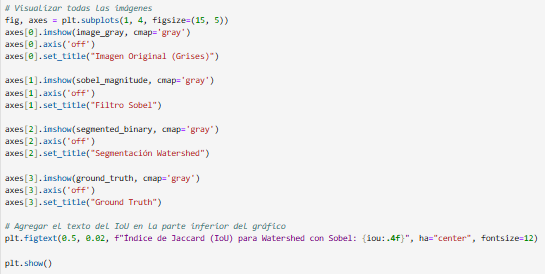 # Visualizar todas las imágenes
fig, axes = plt.subplots(1, 4, figsize=(15, 5))
axes[0].imshow(image_gray, cmap='gray')
axes[0].axis('off')
axes[0].set_title("Imagen Original (Grises)")
axes[1].imshow(sobel_magnitude, cmap='gray')
axes[1].axis('off')
axes[1].set_title("Filtro Sobel")
axes[2].imshow(segmented_binary, cmap='gray')
axes[2].axis('off')
axes[2].set_title("Segmentación Watershed")
axes[3].imshow(ground_truth, cmap='gray')
axes[3].axis('off')
axes[3].set_title("Ground Truth")
# Agregar el texto del IoU en la parte inferior del gráfico
plt.figtext(0.5, 0.02, f"Índice de Jaccard (IoU) para Watershed con Sobel: {iou:.4f}", ha="center", fontsize=12)
plt.show()